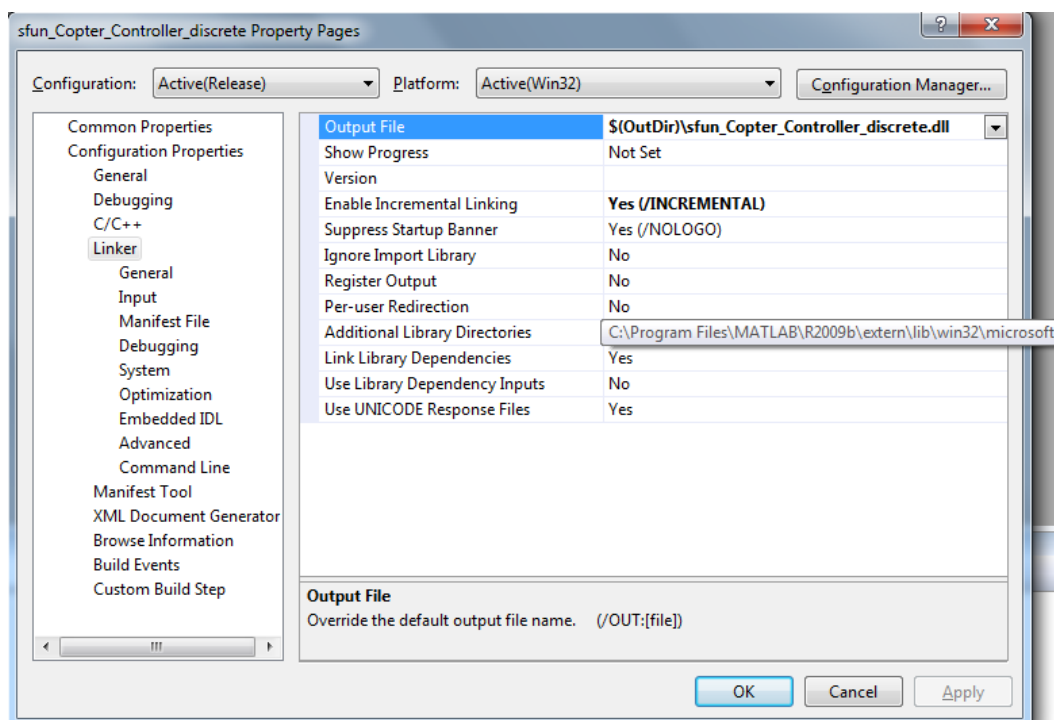 sfun_Copter_Controller_discrete Property Pages
Configuration: Active(Release) Platform: Active(Win32) Configuration Manager...
Common Properties
Configuration Properties
General
Debugging
C/C++
Linker
General
Input
Manifest File
Debugging
System
Optimization
Embedded IDL
Advanced
Command Line
Manifest Tool
XML Document Generator
Browse Information
Build Events
Custom Build Step
Output File $(OutDir)\sfun_Copter_Controller_discrete.dll
Show Progress Not Set
Version
Enable Incremental Linking Yes (/INCREMENTAL)
Suppress Startup Banner Yes (/NOLOGO)
Ignore Import Library No
Register Output No
Per-user Redirection No
Additional Library Directories C:\Program Files\MATLAB\R2009b\extern\lib\win32\microsoft
Link Library Dependencies Yes
Use Library Dependency Inputs No
Use UNICODE Response Files Yes
Output File
Override the default output file name. (/OUT:[file])
OK Cancel Apply